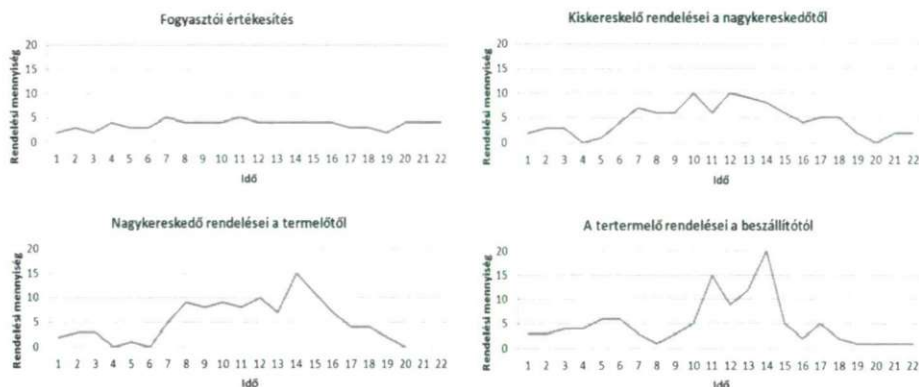 Fogyasztói értékesítés
Rendelési mennyiség
20
15
10
5
0
1 2 3 4 5 6 7 8 9 10 11 12 13 14 15 16 17 18 19 20 21 22
Idő
Kiskereskelő rendelései a nagykereskedőtől
Rendelési mennyiség
20
15
10
5
0
1 2 3 4 5 6 7 8 9 10 11 12 13 14 15 16 17 18 19 20 21 22
Idő
Nagykereskedő rendelései a termelőtől
Rendelési mennyiség
20
15
10
5
0
1 2 3 4 5 6 7 8 9 10 11 12 13 14 15 16 17 18 19 20 21 22
Idő
A tertermelő rendelései a beszállítótól
Rendelési mennyiség
20
15
10
5
0
1 2 3 4 5 6 7 8 9 10 11 12 13 14 15 16 17 18 19 20 21 22
Idő